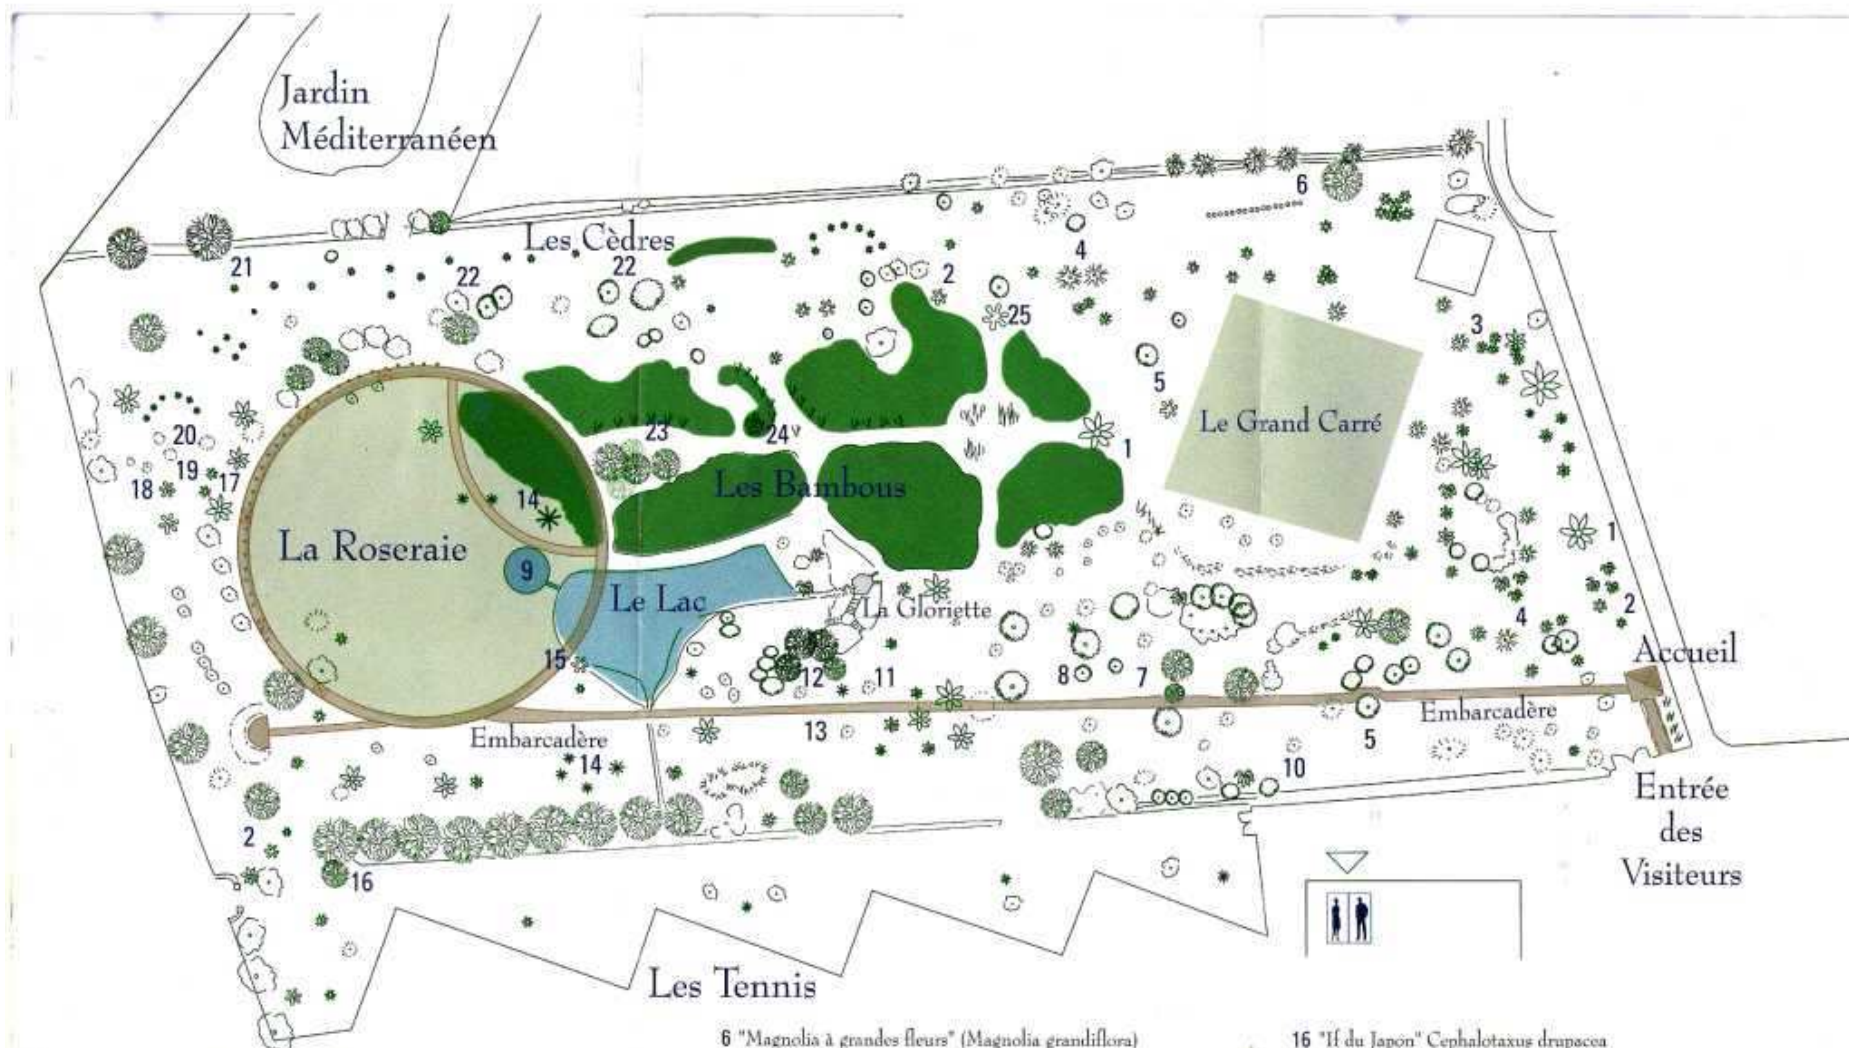 Jardin
Méditerranéen
6
21
Les Cèdres
22
22
2
4
25
3
5
20
19
18
17
23
24
1
Le Grand Carré
14
Les Bambous
La Roseraie
9
Le Lac
La Gloriette
1
2
4
15
12
11
8
7
Accueil
Embarcadère
13
Embarcadère
5
14
10
2
16
Entrée
des
Visiteurs
Les Tennis
6 "Magnolia à grandes fleurs" (Magnolia grandiflora)
16 "If du Japon" Cephalotaxus drupacea